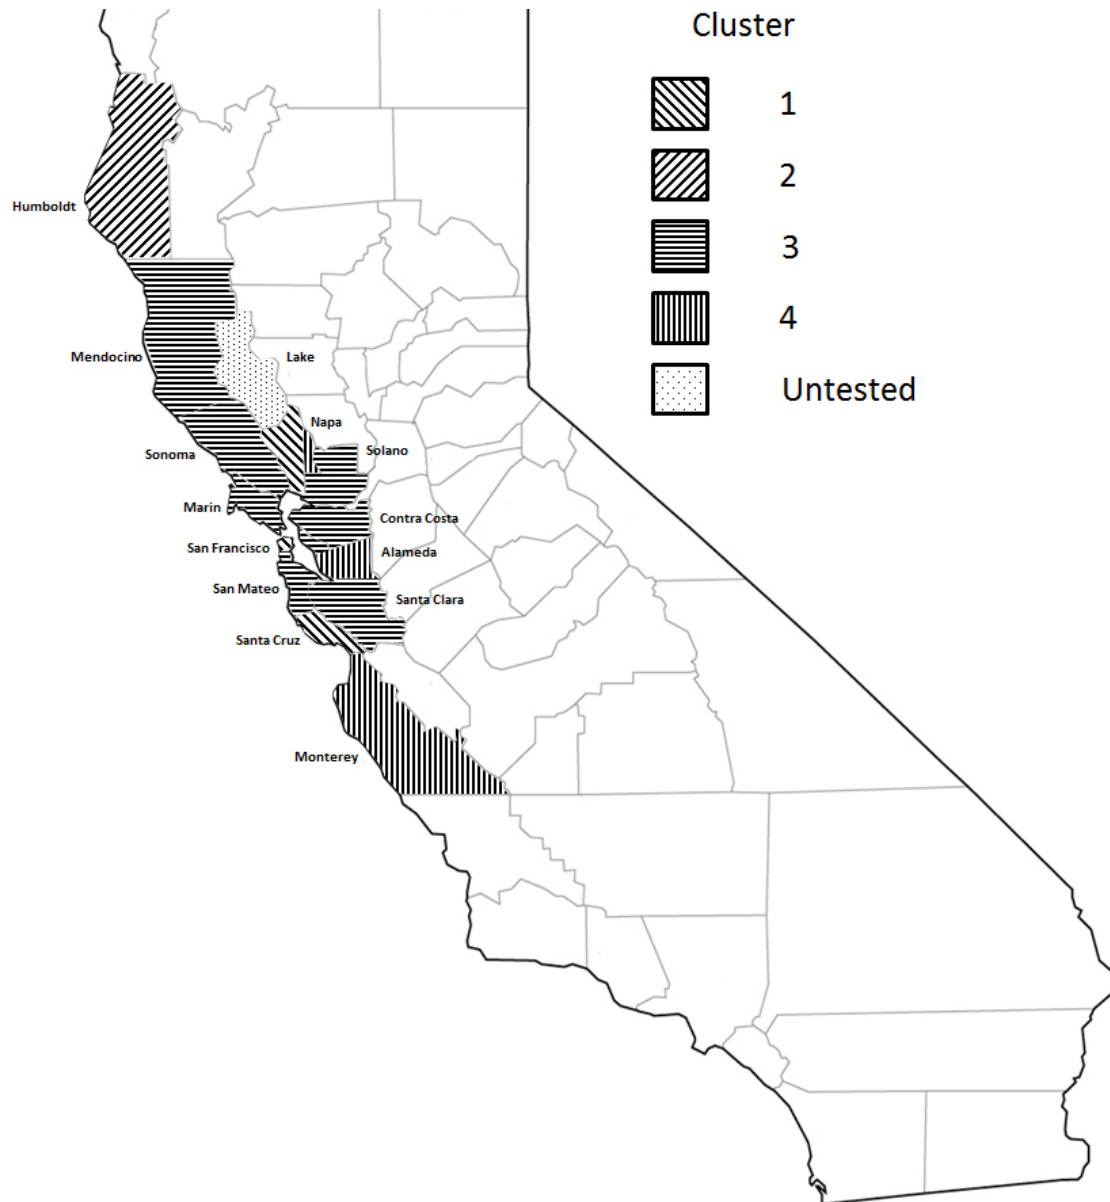 Cluster
1
2
3
4
Untested
Humboldt
Mendocino
Lake
Napa
Sonoma
Solano
Marin
Contra Costa
San Francisco
Alameda
San Mateo
Santa Clara
Santa Cruz
Monterey